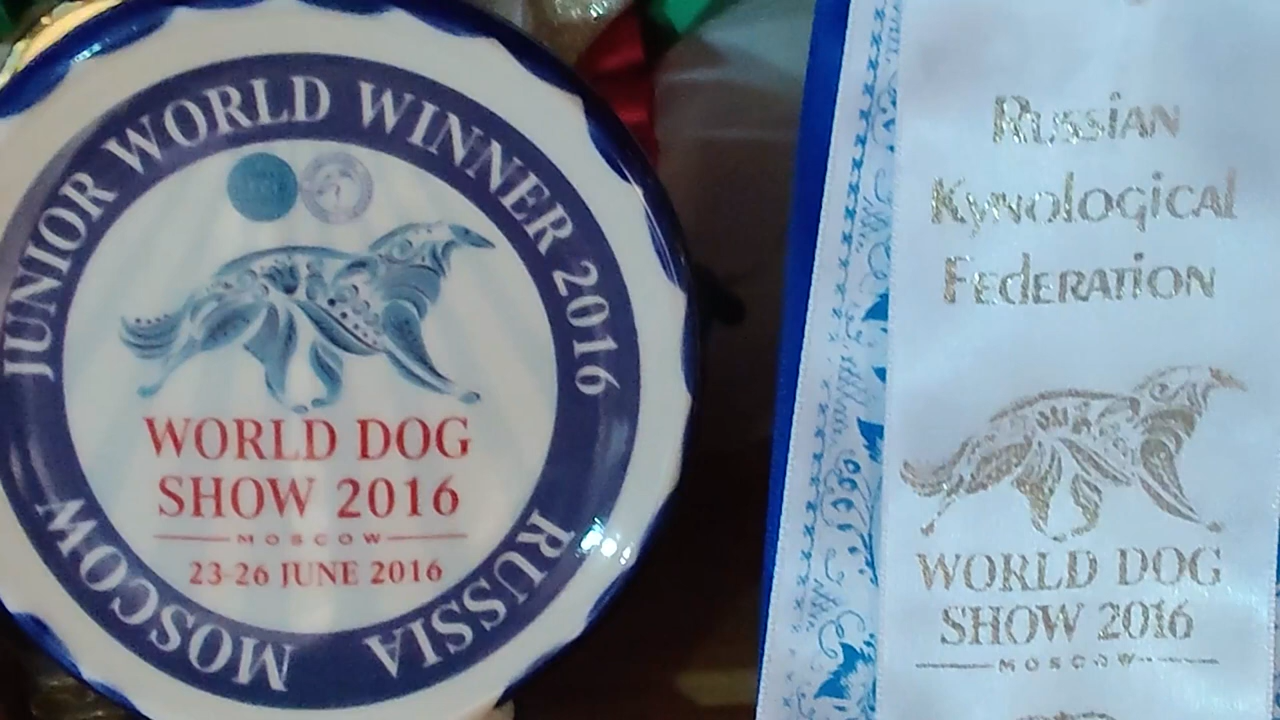 JUNIOR WORLD WINNER 2016
WORLD DOG
SHOW 2016
MOSCOW
23-26 JUNE 2016
MOSCOW RUSSIA
Russian
Kynological
Federation
WORLD DOG
SHOW 2016
MOSCOW